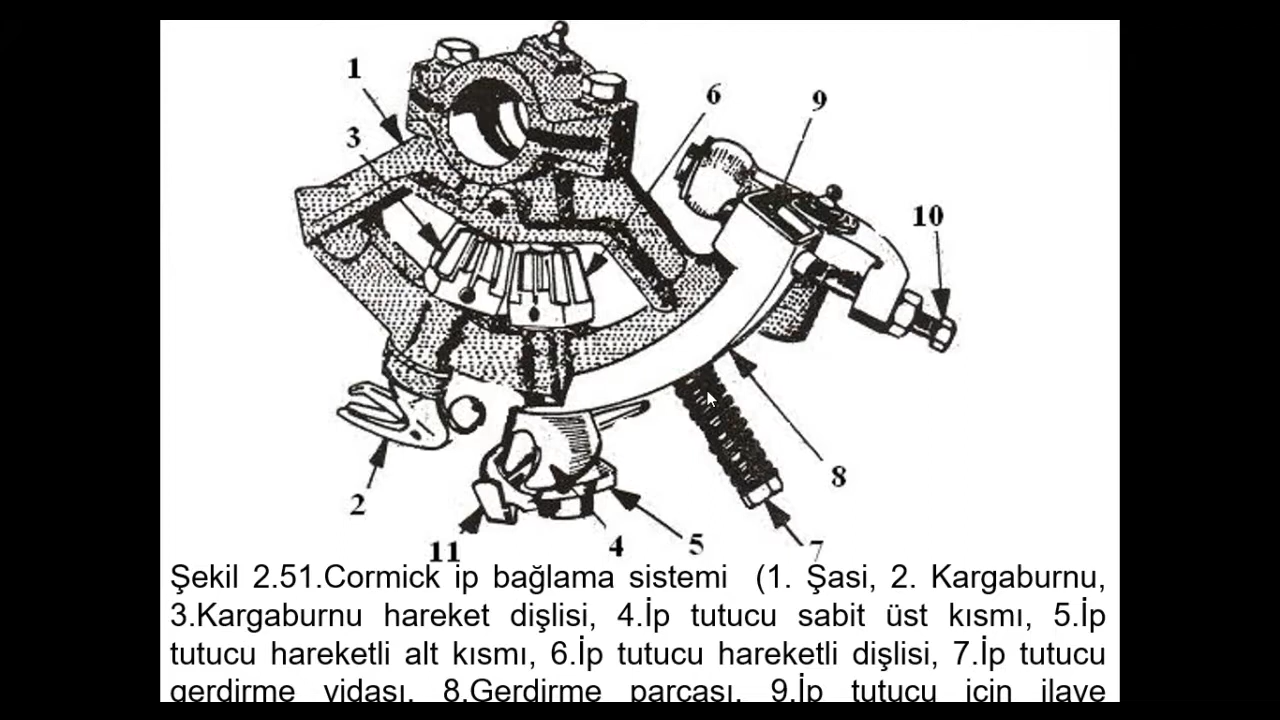 1
6
9
3
10
8
2
11
4
5
7
Şekil 2.51.Cormick ip bağlama sistemi (1. Şasi, 2. Kargaburnu,
3.Kargaburnu hareket dişlisi, 4.İp tutucu sabit üst kısmı, 5.İp
tutucu hareketli alt kısmı, 6.İp tutucu hareketli dişlisi, 7.İp tutucu
gerdirme vidası, 8.Gerdirme parçası, 9.İp tutucu için ilave